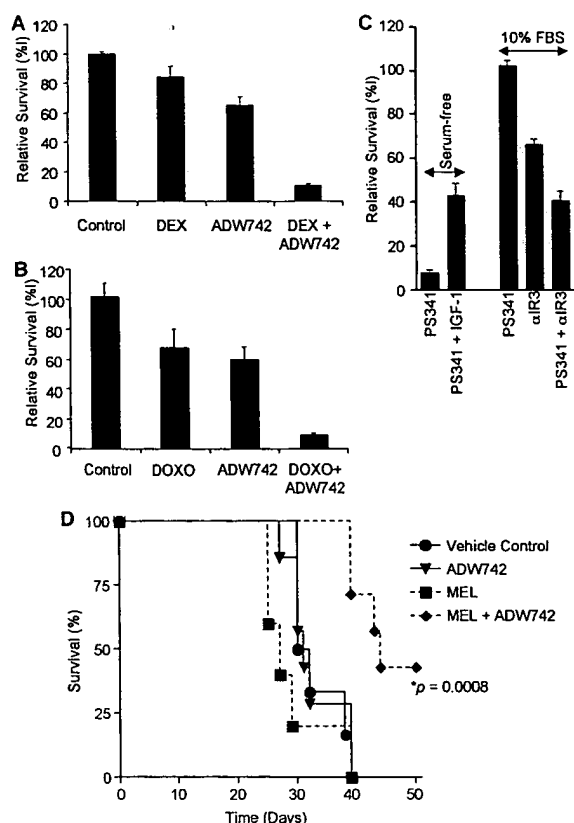 A
Relative Survival (%I)
120
100
80
60
40
20
0
Control DEX ADW742 DEX +
ADW742
B
Relative Survival (%I)
120
100
80
60
40
20
0
Control DOXO ADW742 DOXO+
ADW742
C
Relative Survival (%I)
120
100
80
60
40
20
0
Serum-free
10% FBS
PS341
PS341 + IGF-1
PS341
αIR3
PS341 + αIR3
D
Survival (%)
100
75
50
25
0
0 10 20 30 40 50
Time (Days)
Vehicle Control
ADW742
MEL
MEL + ADW742
*p = 0.0008